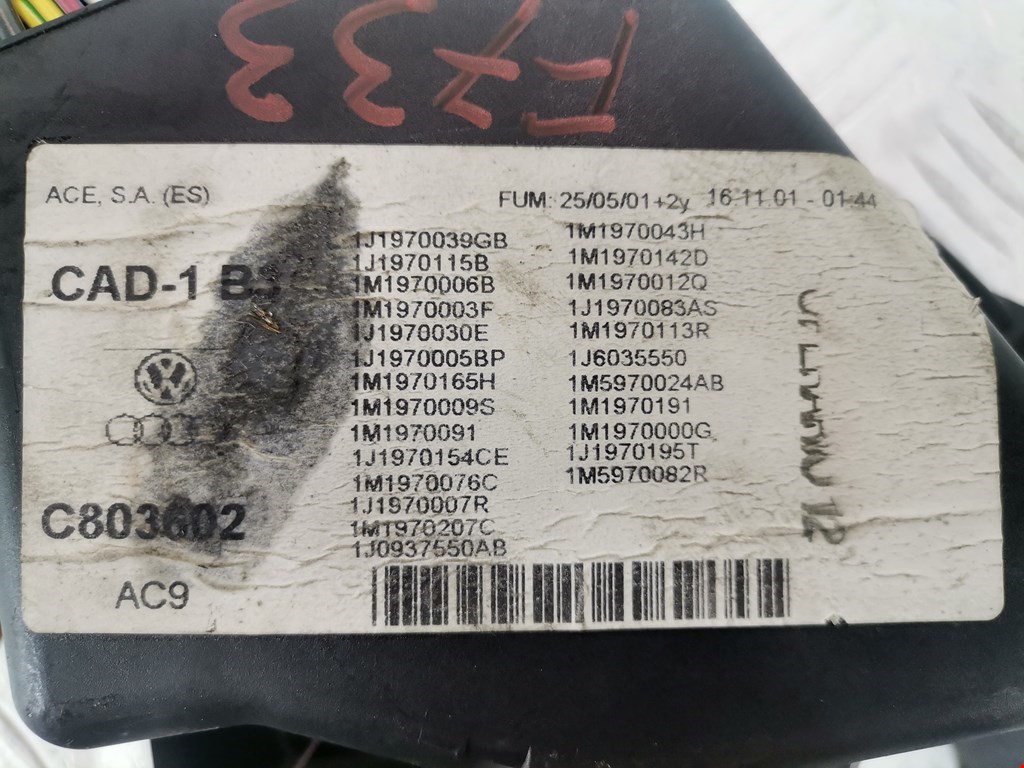 F733
ACE, S.A. (ES)
FUM: 25/05/01+2y 16 11 01 - 01:44
CAD-1
1J1970039GB
1J1970115B
1M1970006B
1M1970003F
1J1970030E
1J1970005BP
1M1970165H
1M1970009S
1M1970091
1J1970154CE
1M1970076C
1J1970007R
1M1970207C
1J0937550AB
1M1970043H
1M1970142D
1M1970012Q
1J1970083AS
1M1970113R
1J6035550
1M5970024AB
1M1970191
1M1970000G
1J1970195T
1M5970082R
C803602
AC9